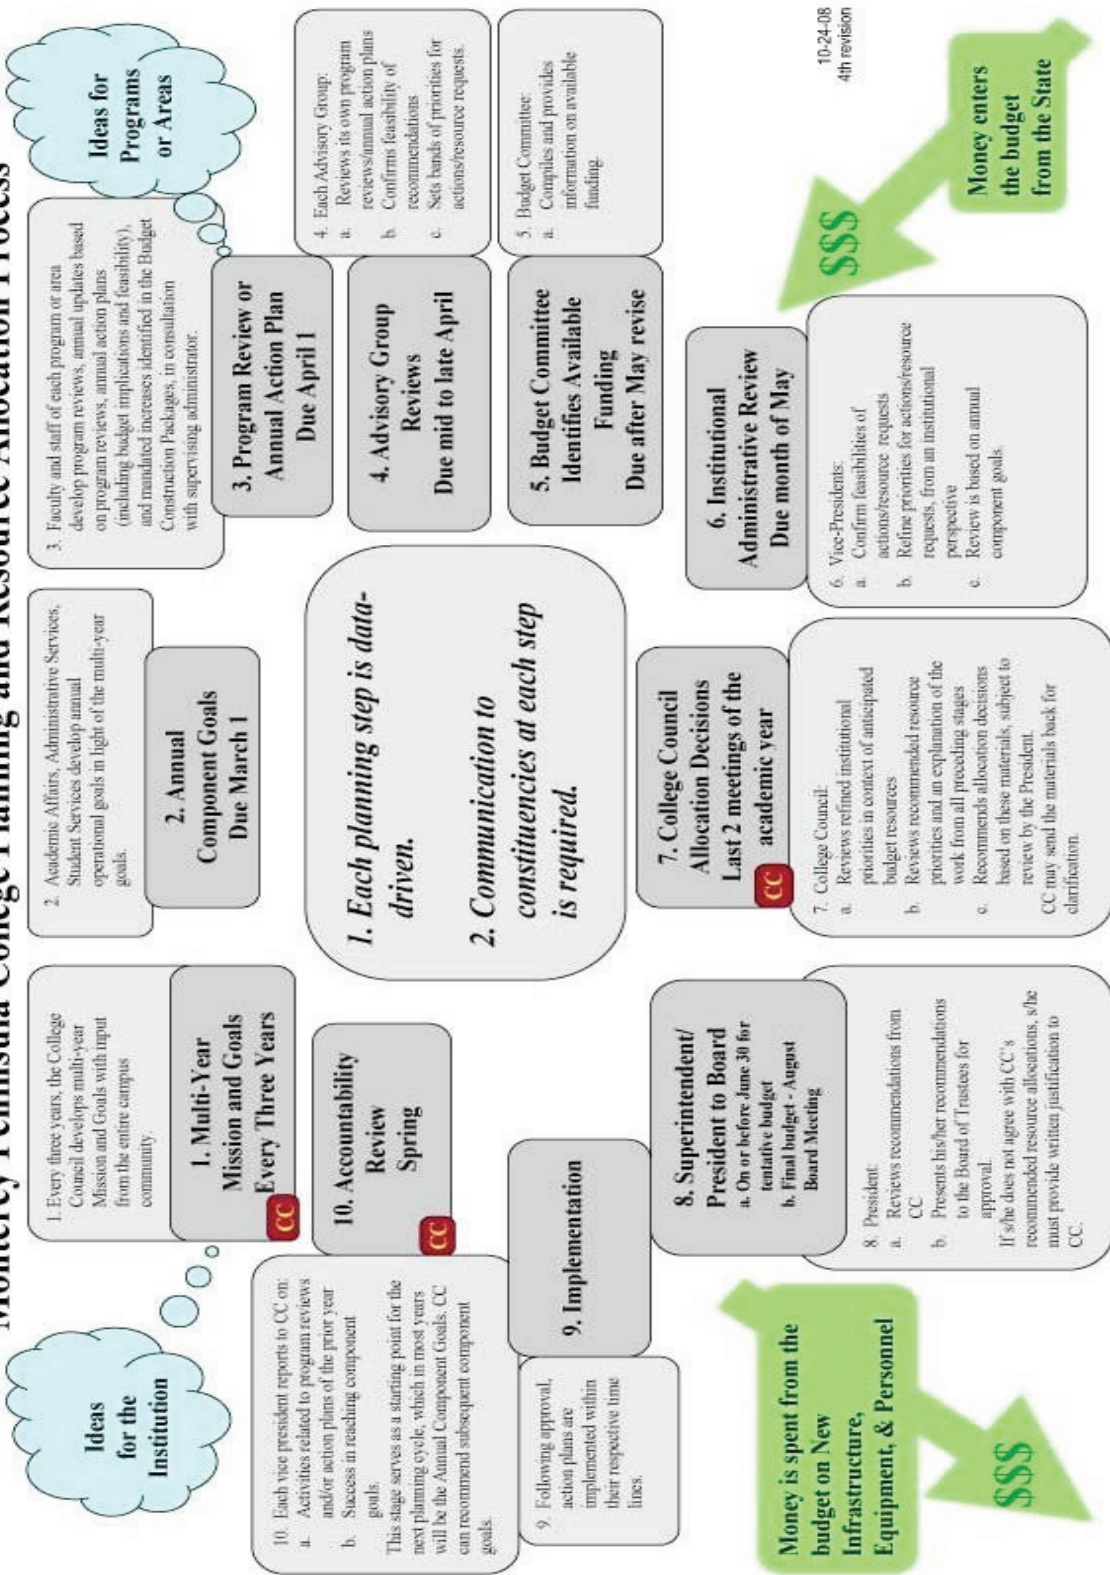 Monterey Peninsula College Planning and Resource Allocation Process
Ideas
for the
Institution
1. Every three years, the College
Council develops multi-year
Mission and Goals with input
from the entire campus
community.
1. Multi-Year
Mission and Goals
Every Three Years
CC
2. Academic Affairs, Administrative Services,
Student Services develop annual
operational goals in light of the multi-year
goals.
2. Annual
Component Goals
Due March 1
3. Faculty and staff of each program or area
develop program reviews, annual updates based
on program reviews, annual action plans
(including budget implications and feasibility),
and mandated increases identified in the Budget
Construction Packages, in consultation
with supervising administrator.
Ideas for
Programs
or Areas
3. Program Review or
Annual Action Plan
Due April 1
4. Advisory Group
Reviews
Due mid to late April
4. Each Advisory Group:
a. Reviews its own program
reviews/annual action plans
b. Confirms feasibility of
recommendations
c. Sets bands of priorities for
actions/resource requests.
5. Budget Committee
Identifies Available
Funding
Due after May revise
5. Budget Committee:
a. Compiles and provides
information on available
funding.
1. Each planning step is data-
driven.
2. Communication to
constituencies at each step
is required.
6. Institutional
Administrative Review
Due month of May
6. Vice-Presidents:
a. Confirm feasibilities of
actions/resource requests
b. Refine priorities for actions/resource
requests, from an institutional
perspective
c. Review is based on annual
component goals.
$$$
Money enters
the budget
from the State
10-24-08
4th revision
7. College Council
Allocation Decisions
Last 2 meetings of the
academic year
CC
7. College Council:
a. Reviews refined institutional
priorities in context of anticipated
budget resources
b. Reviews recommended resource
priorities and an explanation of the
work from all preceding stages
c. Recommends allocation decisions
based on these materials, subject to
review by the President.
CC may send the materials back for
clarification.
8. Superintendent/
President to Board
a. On or before June 30 for
tentative budget
b. Final budget - August
Board Meeting
8. President:
a. Reviews recommendations from
CC
b. Presents his/her recommendations
to the Board of Trustees for
approval.
If s/he does not agree with CC's
recommended resource allocations, s/he
must provide written justification to
CC.
9. Implementation
9. Following approval,
action plans are
implemented within
their respective time
lines.
10. Accountability
Review
Spring
CC
10. Each vice president reports to CC on:
a. Activities related to program reviews
and/or action plans of the prior year
b. Success in reaching component
goals.
This stage serves as a starting point for the
next planning cycle, which in most years
will be the Annual Component Goals. CC
can recommend subsequent component
goals.
Money is spent from the
budget on New
Infrastructure,
Equipment, & Personnel
$$$